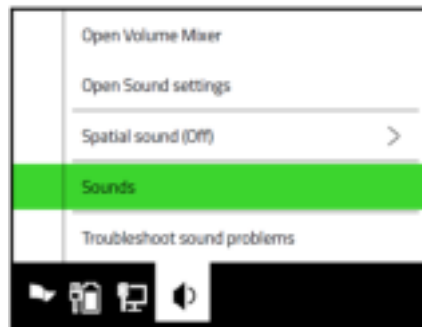 Open Volume Mixer
Open Sound settings
Spatial sound (Off)
Sounds
Troubleshoot sound problems